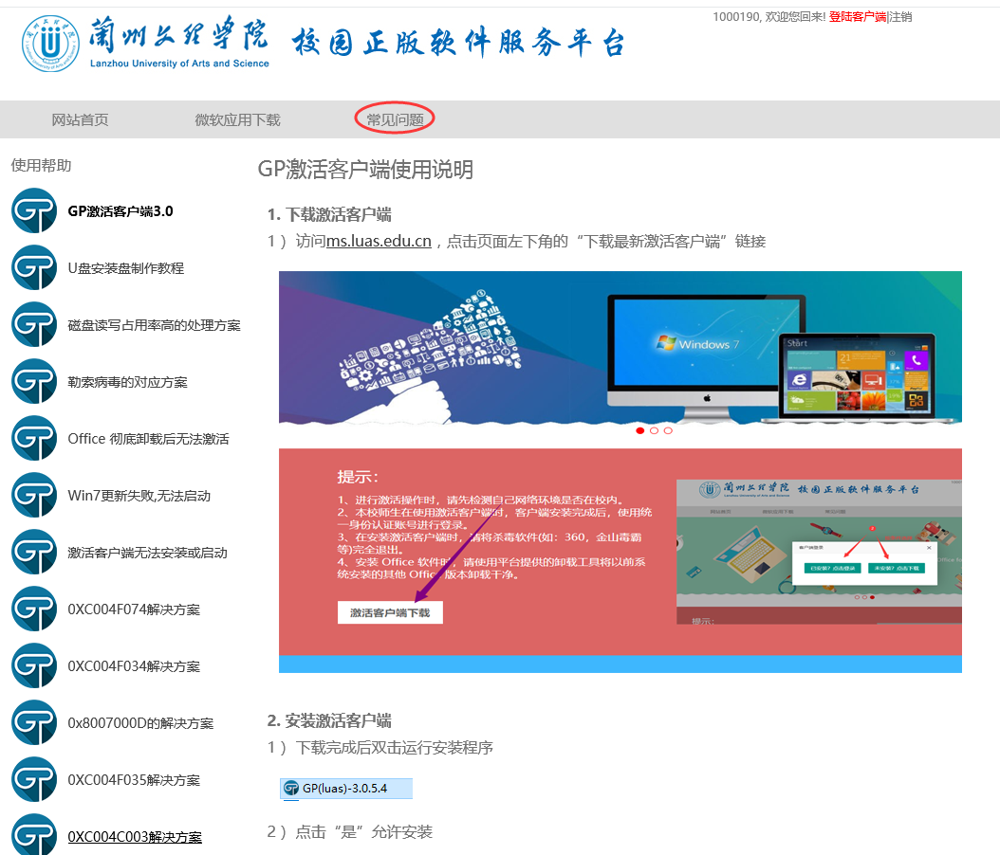 1000190, 欢迎您回来! 登陆客户端|注销
兰州文理学院
Lanzhou University of Arts and Science
校园正版软件服务平台
网站首页
微软应用下载
常见问题
使用帮助
GP激活客户端3.0
U盘安装盘制作教程
磁盘读写占用率高的处理方案
勒索病毒的对应方案
Office 彻底卸载后无法激活
Win7更新失败,无法启动
激活客户端无法安装或启动
0XC004F074解决方案
0XC004F034解决方案
0x8007000D的解决方案
0XC004F035解决方案
0XC004C003解决方案
GP激活客户端使用说明
1. 下载激活客户端
1）访问ms.luas.edu.cn，点击页面左下角的“下载最新激活客户端”链接
Windows 7
Start
提示：
1、进行激活操作时，请先检测自己网络环境是否在校内。
2、本校师生在使用激活客户端时，客户端安装完成后，使用统
一身份认证账号进行登录。
3、在安装激活客户端时，请将杀毒软件(如：360，金山毒霸
等)完全退出。
4、安装 Office 软件时，请使用平台提供的卸载工具将以前系
统安装的其他 Office 版本卸载干净。
激活客户端下载
兰州文理学院
校园正版软件服务平台
网站首页
微软应用下载
常见问题
客户端登录
已安装？点击登录
未安装？点击下载
提示：
2. 安装激活客户端
1）下载完成后双击运行安装程序
GP(luas)-3.0.5.4
2）点击“是”允许安装